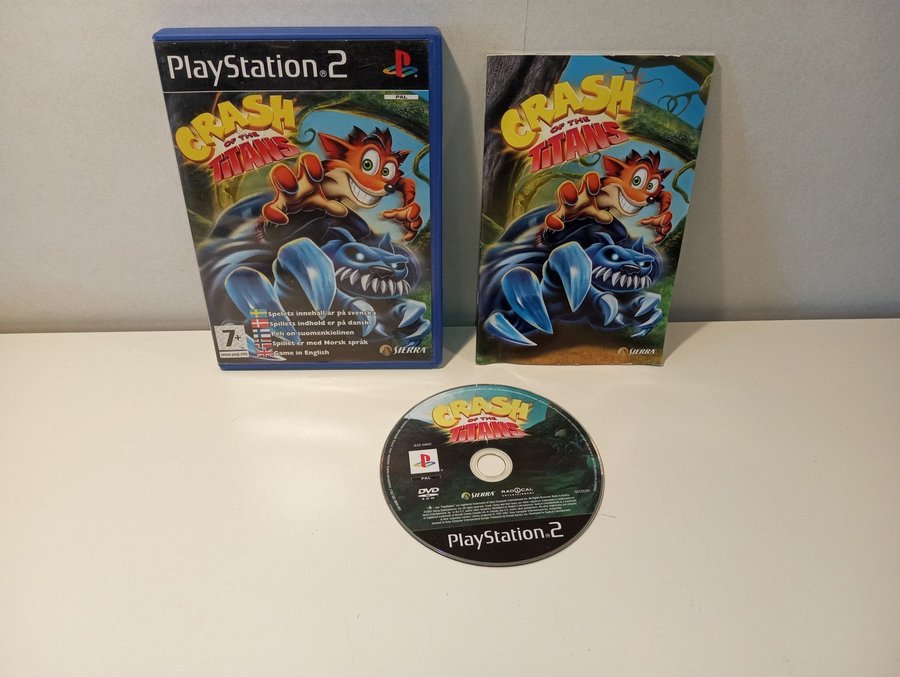 PlayStation®2
PAL
CRASH
OF THE
TITANS
Spelets innehåll är på svenska
Spillets indhold er på dansk
Peli on suomenkielinen
Spillet er med Norsk språk
Game in English
7+
www.pegi.info
SIERRA
CRASH
OF THE
TITANS
SIERRA
CRASH
OF THE
TITANS
PAL
DVD
ROM
SIERRA
RADICAL
ENTERTAINMENT
PlayStation®2